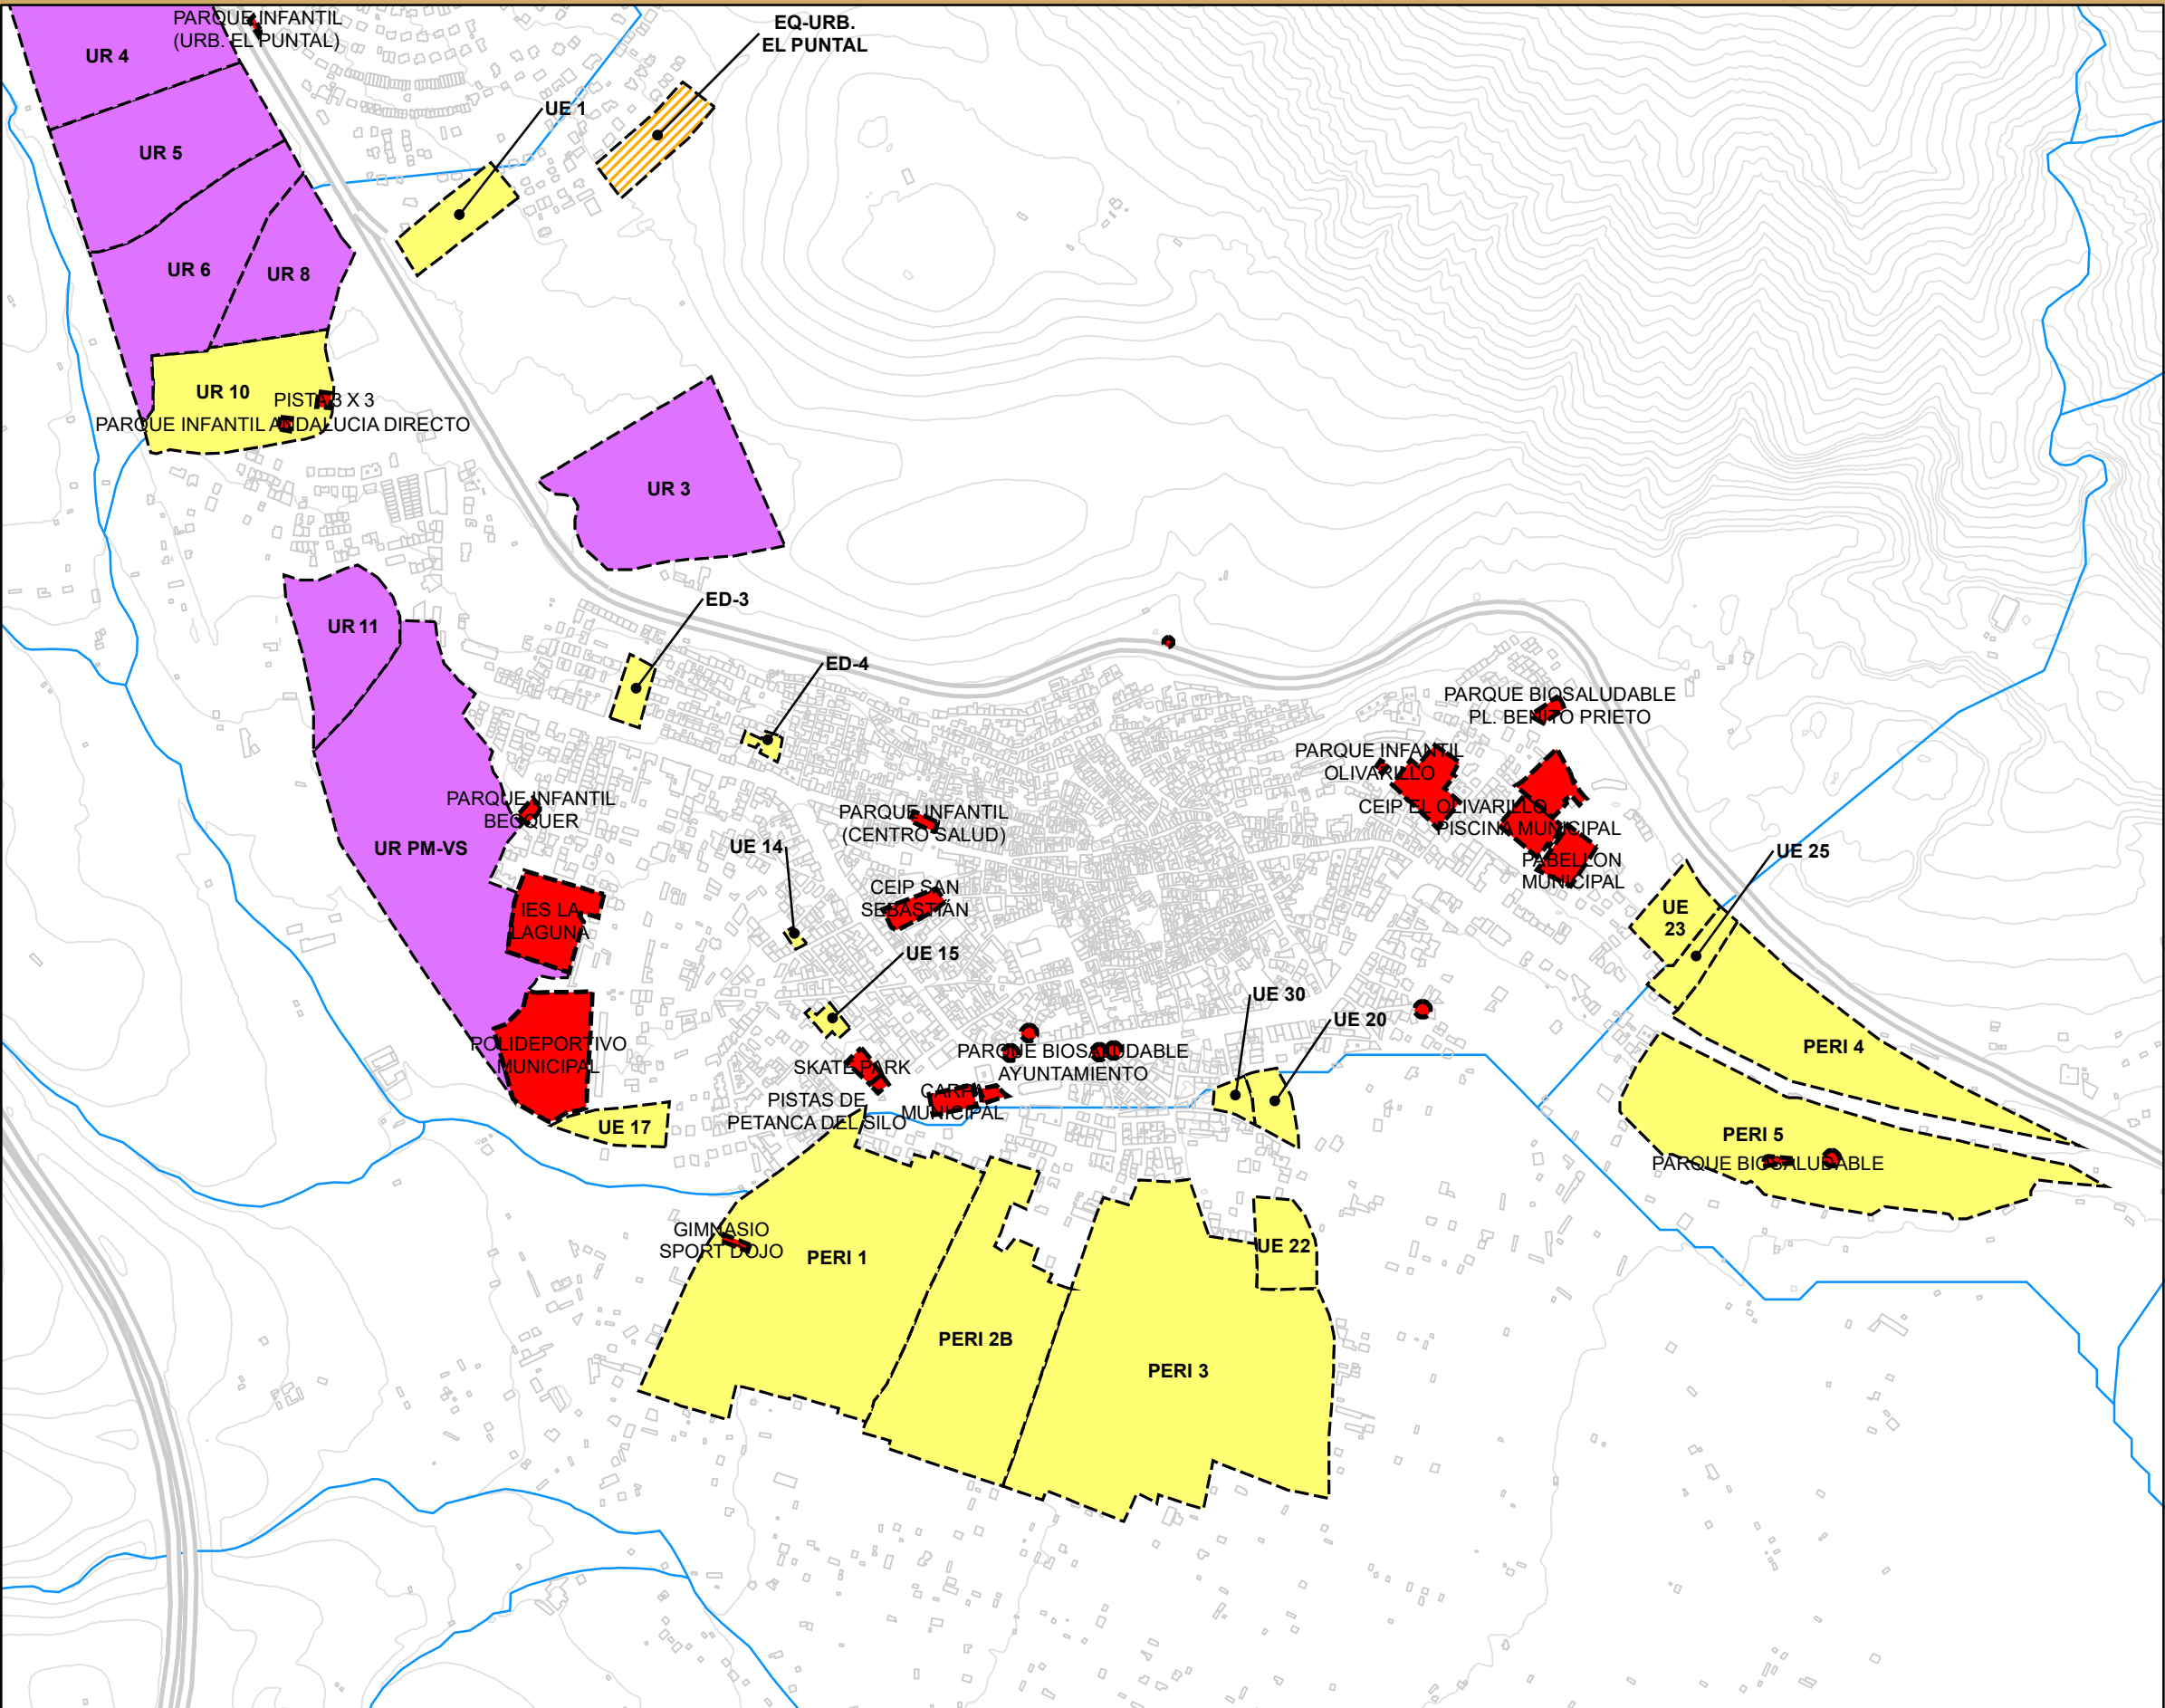 PARQUE INFANTIL
(URB. EL PUNTAL)
EQ-URB.
EL PUNTAL
UR 4
UE 1
UR 5
UR 6
UR 8
UR 10
PISTA 3 X 3
PARQUE INFANTIL ANDALUCIA DIRECTO
UR 3
ED-3
UR 11
ED-4
PARQUE BIOSALUDABLE
PL. BENITO PRIETO
PARQUE INFANTIL
OLIVARILLO
PARQUE INFANTIL
BECQUER
CEIP EL OLIVARILLO
PARQUE INFANTIL
(CENTRO SALUD)
PISCINA MUNICIPAL
UR PM-VS
UE 14
UE 25
PABELLON
MUNICIPAL
CEIP SAN
SEBASTIÁN
IES LA
LAGUNA
UE
23
UE 15
UE 30
UE 20
POLIDEPORTIVO
MUNICIPAL
PARQUE BIOSALUDABLE
AYUNTAMIENTO
PERI 4
SKATE PARK
CARPA
MUNICIPAL
PISTAS DE
PETANCA DEL SILO
UE 17
PERI 5
PARQUE BIOSALUDABLE
GIMNASIO
SPORT DOJO
PERI 1
UE 22
PERI 2B
PERI 3